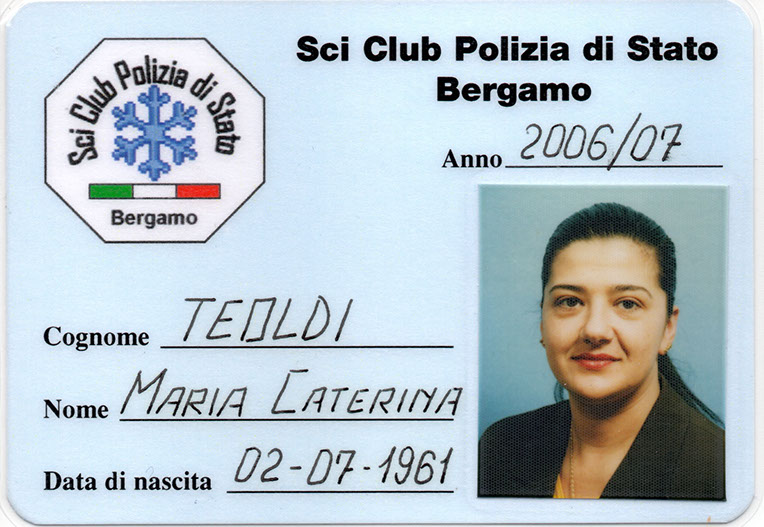 Sci Club Polizia di Stato
Bergamo
Sci Club Polizia di Stato
Bergamo
Anno 2006/07
Cognome TEOLDI
Nome MARIA CATERINA
Data di nascita 02-07-1961